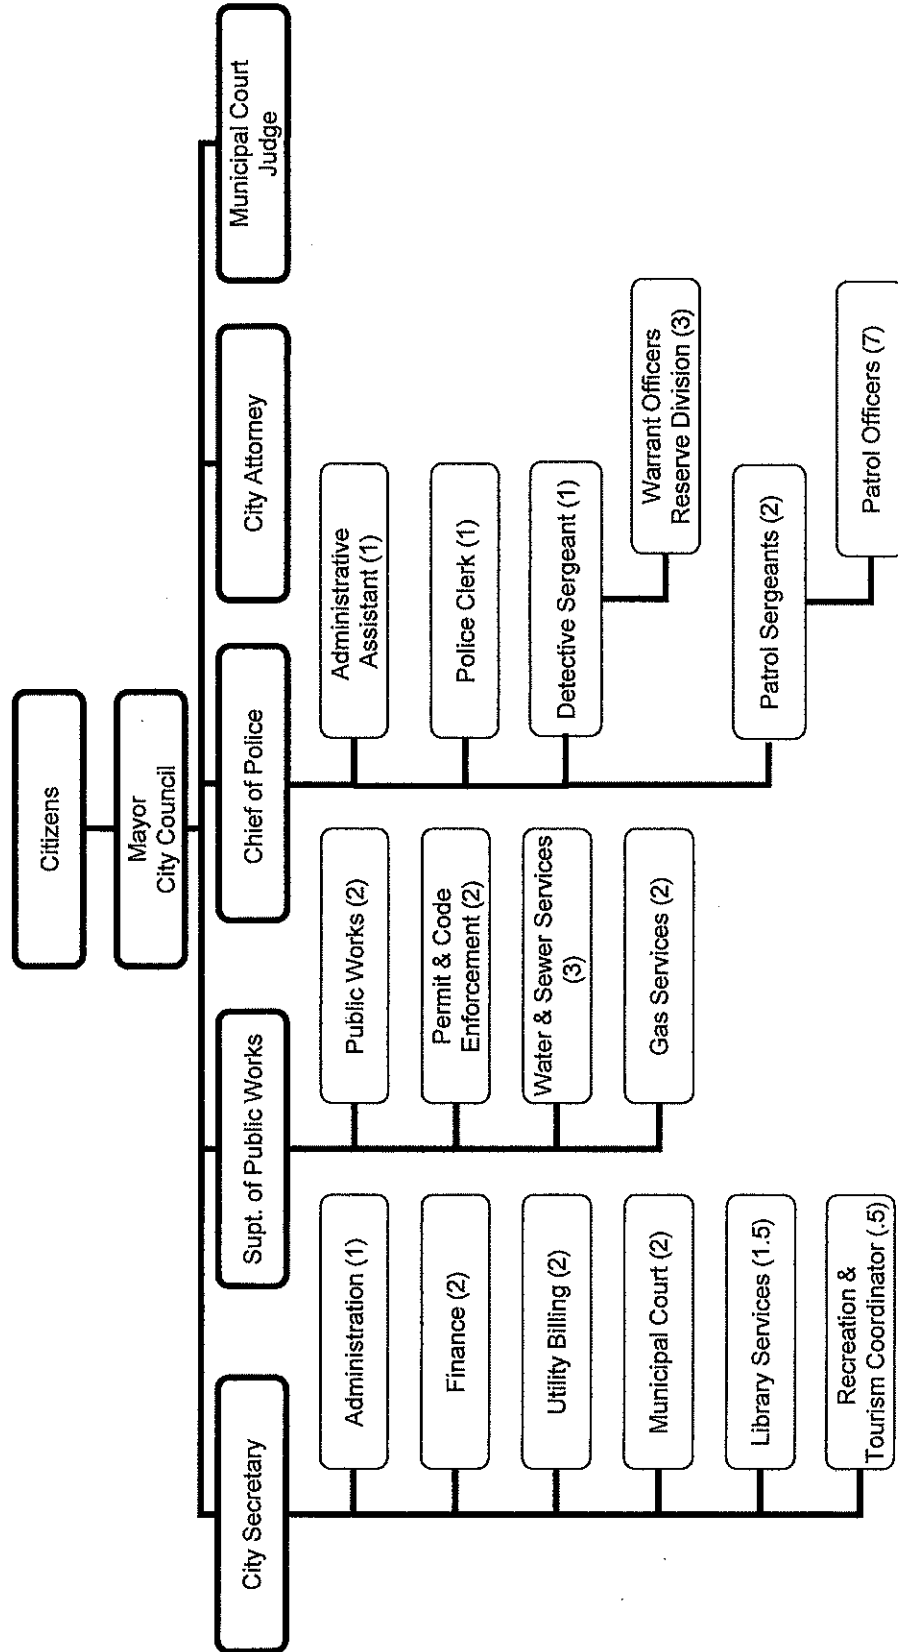 Citizens
Mayor
City Council
City Secretary
Supt. of Public Works
Chief of Police
City Attorney
Municipal Court
Judge
Administration (1)
Finance (2)
Utility Billing (2)
Municipal Court (2)
Library Services (1.5)
Recreation &
Tourism Coordinator (.5)
Public Works (2)
Permit & Code
Enforcement (2)
Water & Sewer Services
(3)
Gas Services (2)
Administrative
Assistant (1)
Police Clerk (1)
Detective Sergeant (1)
Warrant Officers
Reserve Division (3)
Patrol Sergeants (2)
Patrol Officers (7)